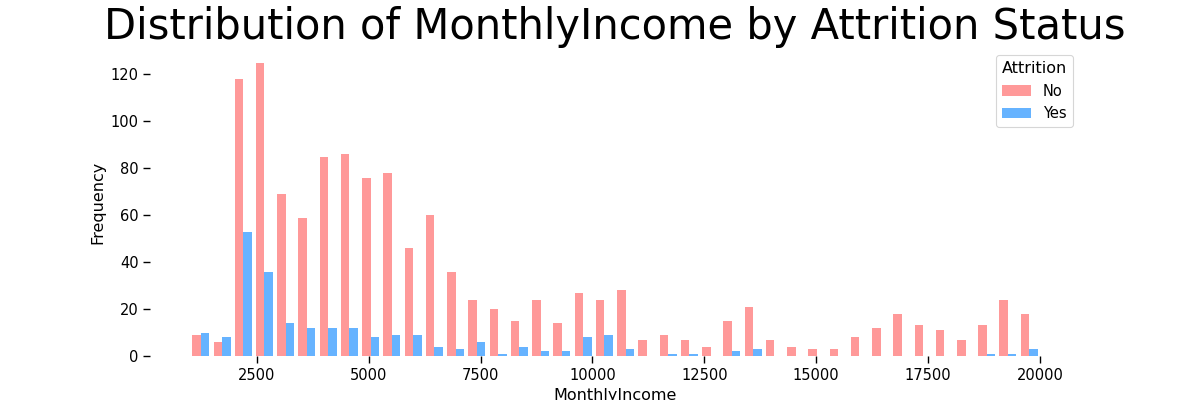 Distribution of MonthlyIncome by Attrition Status
Attrition
No
Yes
120
100
80
60
40
20
0
Frequency
2500 5000 7500 10000 12500 15000 17500 20000
MonthlyIncome